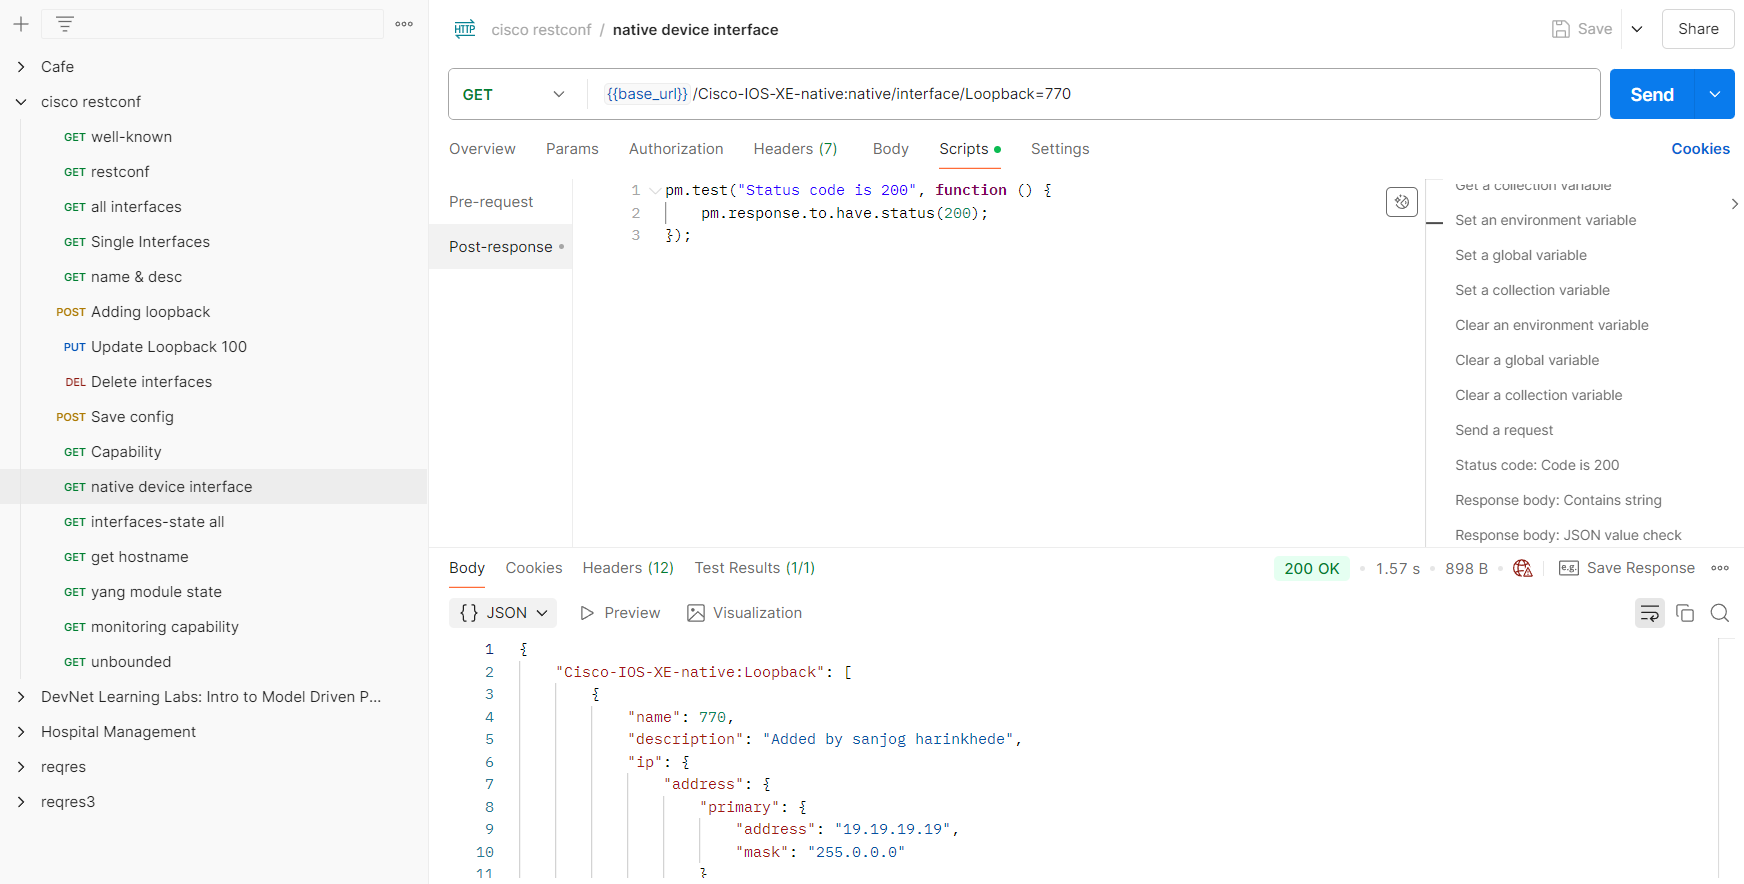 Cafe
cisco restconf
GET well-known
GET restconf
GET all interfaces
GET Single Interfaces
GET name & desc
POST Adding loopback
PUT Update Loopback 100
DEL Delete interfaces
POST Save config
GET Capability
GET native device interface
GET interfaces-state all
GET get hostname
GET yang module state
GET monitoring capability
GET unbounded
DevNet Learning Labs: Intro to Model Driven P...
Hospital Management
reqres
reqres3
HTTP cisco restconf / native device interface
Save
Share
GET {{base_url}}/Cisco-IOS-XE-native:native/interface/Loopback=770
Send
Overview Params Authorization Headers (7) Body Scripts Settings
Cookies
Pre-request
Post-response
1 pm.test("Status code is 200", function () {
2 pm.response.to.have.status(200);
3 });
Get a collection variable
Set an environment variable
Set a global variable
Set a collection variable
Clear an environment variable
Clear a global variable
Clear a collection variable
Send a request
Status code: Code is 200
Response body: Contains string
Response body: JSON value check
Body Cookies Headers (12) Test Results (1/1)
200 OK • 1.57 s • 898 B •
e.g. Save Response
{} JSON Preview Visualization
1 {
2 "Cisco-IOS-XE-native:Loopback": [
3 {
4 "name": 770,
5 "description": "Added by sanjog harinkhede",
6 "ip": {
7 "address": {
8 "primary": {
9 "address": "19.19.19.19",
10 "mask": "255.0.0.0"
11 }